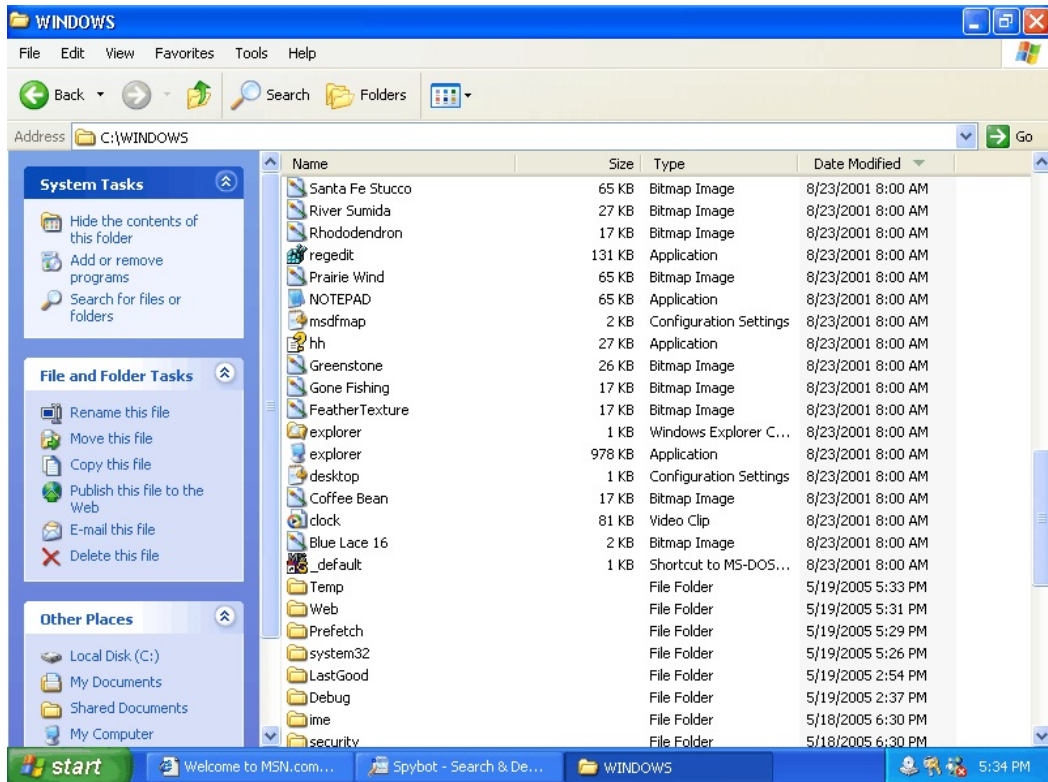 WINDOWS
File Edit View Favorites Tools Help
Back Search Folders
Address C:\WINDOWS Go
System Tasks
Hide the contents of
this folder
Add or remove
programs
Search for files or
folders
File and Folder Tasks
Rename this file
Move this file
Copy this file
Publish this file to the
Web
E-mail this file
Delete this file
Other Places
Local Disk (C:)
My Documents
Shared Documents
My Computer
Name Size Type Date Modified
Santa Fe Stucco 65 KB Bitmap Image 8/23/2001 8:00 AM
River Sumida 27 KB Bitmap Image 8/23/2001 8:00 AM
Rhododendron 17 KB Bitmap Image 8/23/2001 8:00 AM
regedit 131 KB Application 8/23/2001 8:00 AM
Prairie Wind 65 KB Bitmap Image 8/23/2001 8:00 AM
NOTEPAD 65 KB Application 8/23/2001 8:00 AM
msdfmap 2 KB Configuration Settings 8/23/2001 8:00 AM
hh 27 KB Application 8/23/2001 8:00 AM
Greenstone 26 KB Bitmap Image 8/23/2001 8:00 AM
Gone Fishing 17 KB Bitmap Image 8/23/2001 8:00 AM
FeatherTexture 17 KB Bitmap Image 8/23/2001 8:00 AM
explorer 1 KB Windows Explorer C... 8/23/2001 8:00 AM
explorer 978 KB Application 8/23/2001 8:00 AM
desktop 1 KB Configuration Settings 8/23/2001 8:00 AM
Coffee Bean 17 KB Bitmap Image 8/23/2001 8:00 AM
clock 81 KB Video Clip 8/23/2001 8:00 AM
Blue Lace 16 2 KB Bitmap Image 8/23/2001 8:00 AM
_default 1 KB Shortcut to MS-DOS... 8/23/2001 8:00 AM
Temp File Folder 5/19/2005 5:33 PM
Web File Folder 5/19/2005 5:31 PM
Prefetch File Folder 5/19/2005 5:29 PM
system32 File Folder 5/19/2005 5:26 PM
LastGood File Folder 5/19/2005 2:54 PM
Debug File Folder 5/19/2005 2:37 PM
ime File Folder 5/18/2005 6:30 PM
security File Folder 5/18/2005 6:30 PM
start Welcome to MSN.com... Spybot - Search & De... WINDOWS 5:34 PM